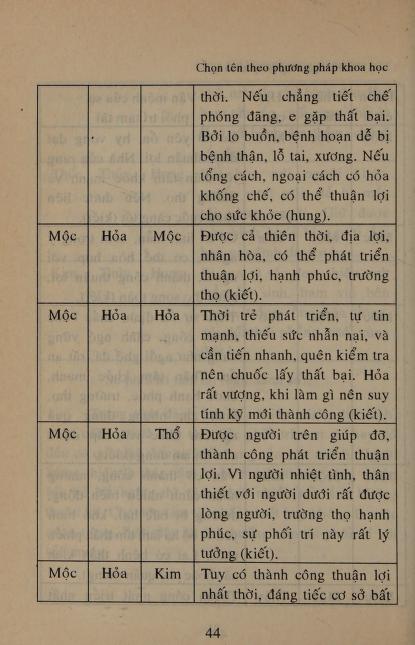 Chọn tên theo phương pháp khoa học
thời. Nếu chẳng tiết chế
phóng đãng, e gặp thất bại.
Bởi lo buồn, bệnh hoạn dễ bị
bệnh thận, lỗ tai, xương. Nếu
tổng cách, ngoại cách có hỏa
khống chế, có thể thuận lợi
cho sức khỏe (hung).
Mộc Hỏa Mộc Được cả thiên thời, địa lợi,
nhân hòa, có thể phát triển
thuận lợi, hạnh phúc, trường
thọ (kiết).
Mộc Hỏa Hỏa Thời trẻ phát triển, tự tin
mạnh, thiếu sức nhẫn nại, và
cần tiến nhanh, quên kiểm tra
nên chuốc lấy thất bại. Hỏa
rất vượng, khi làm gì nên suy
tính kỹ mới thành công (kiết).
Mộc Hỏa Thổ Được người trên giúp đỡ,
thành công phát triển thuận
lợi. Vì người nhiệt tình, thân
thiết với người dưới rất được
lòng người, trường thọ hạnh
phúc, sự phối trí này rất lý
tưởng (kiết).
Mộc Hỏa Kim Tuy có thành công thuận lợi
nhất thời, đáng tiếc cơ sở bất
44